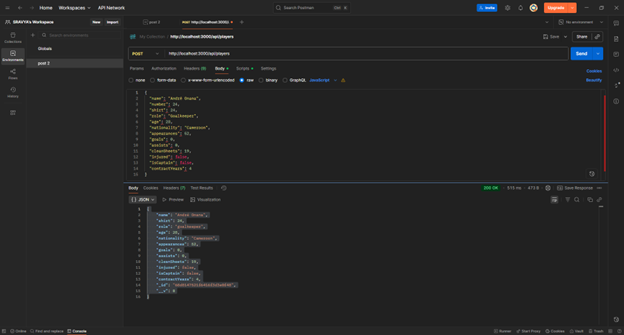 Home Workspaces API Network
Search Postman Ctrl K
Invite
Upgrade
New Import
post 2
POST http://localhost:3000/
No environment
Search environments
My Collection / http://localhost:3000/api/players
Save Share
Collections
Globals
Environments
post 2
POST http://localhost:3000/api/players
Send
Flows
Params Authorization Headers (8) Body Scripts Settings
Cookies
none form-data x-www-form-urlencoded raw binary GraphQL JavaScript
Beautify
History
1 {
2 "name": "André Onana",
3 "number": 24,
4 "shirt": 24,
5 "role": "Goalkeeper",
6 "age": 28,
7 "nationality": "Cameroon",
8 "appearances": 52,
9 "goals": 0,
10 "assists": 0,
11 "cleanSheets": 19,
12 "injured": false,
13 "isCaptain": false,
14 "contractYears": 4
15 }
Body Cookies Headers (7) Test Results
200 OK 513 ms 473 B Save Response
{ } JSON Preview Visualization
1 {
2 "name": "André Onana",
3 "shirt": 24,
4 "role": "Goalkeeper",
5 "age": 28,
6 "nationality": "Cameroon",
7 "appearances": 52,
8 "goals": 0,
9 "assists": 0,
10 "cleanSheets": 19,
11 "injured": false,
12 "isCaptain": false,
13 "contractYears": 4,
14 "_id":
15 "__v": 0
16 }
Online Find and replace Console
Runner Start Proxy Cookies Vault Trash